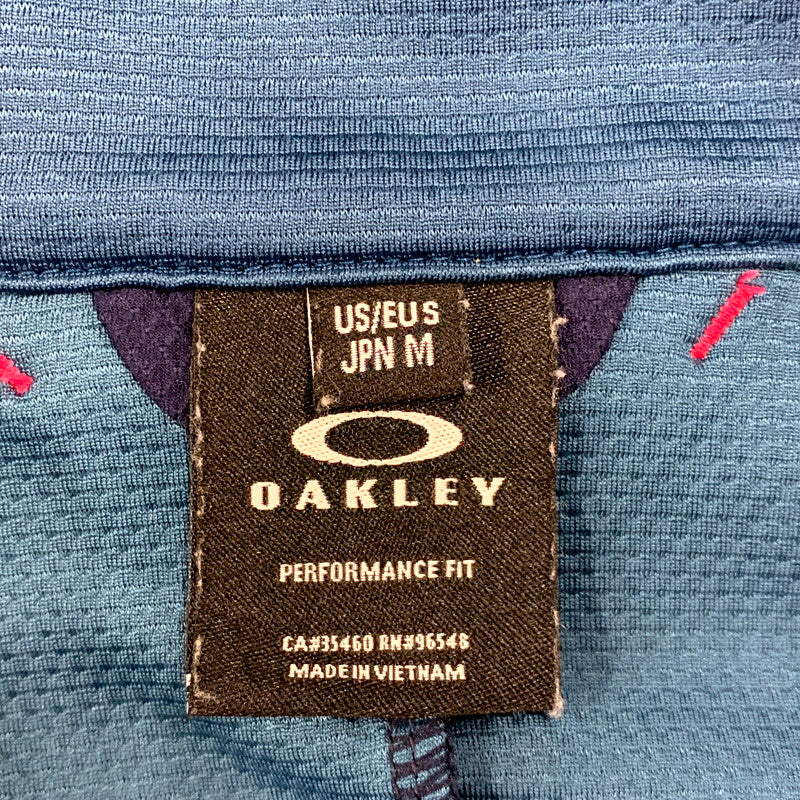 US/EU S
JPN M
OAKLEY
PERFORMANCE FIT
CA#35460 RN#96548
MADE IN VIETNAM